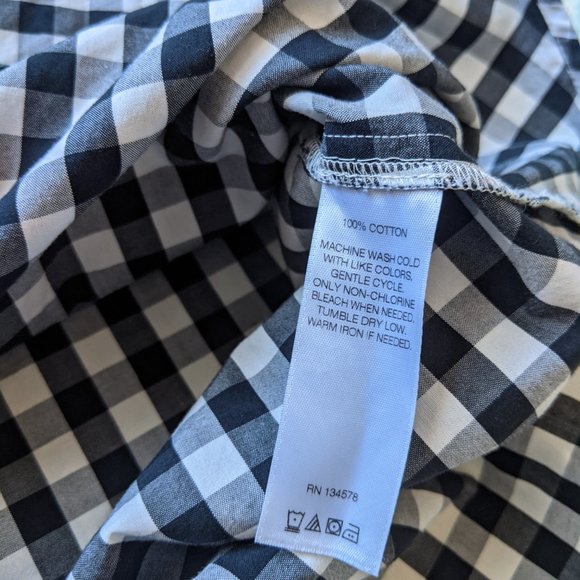 100% COTTON
MACHINE WASH COLD
WITH LIKE COLORS,
GENTLE CYCLE.
ONLY NON-CHLORINE
BLEACH WHEN NEEDED.
TUMBLE DRY LOW.
WARM IRON IF NEEDED.
RN 134578